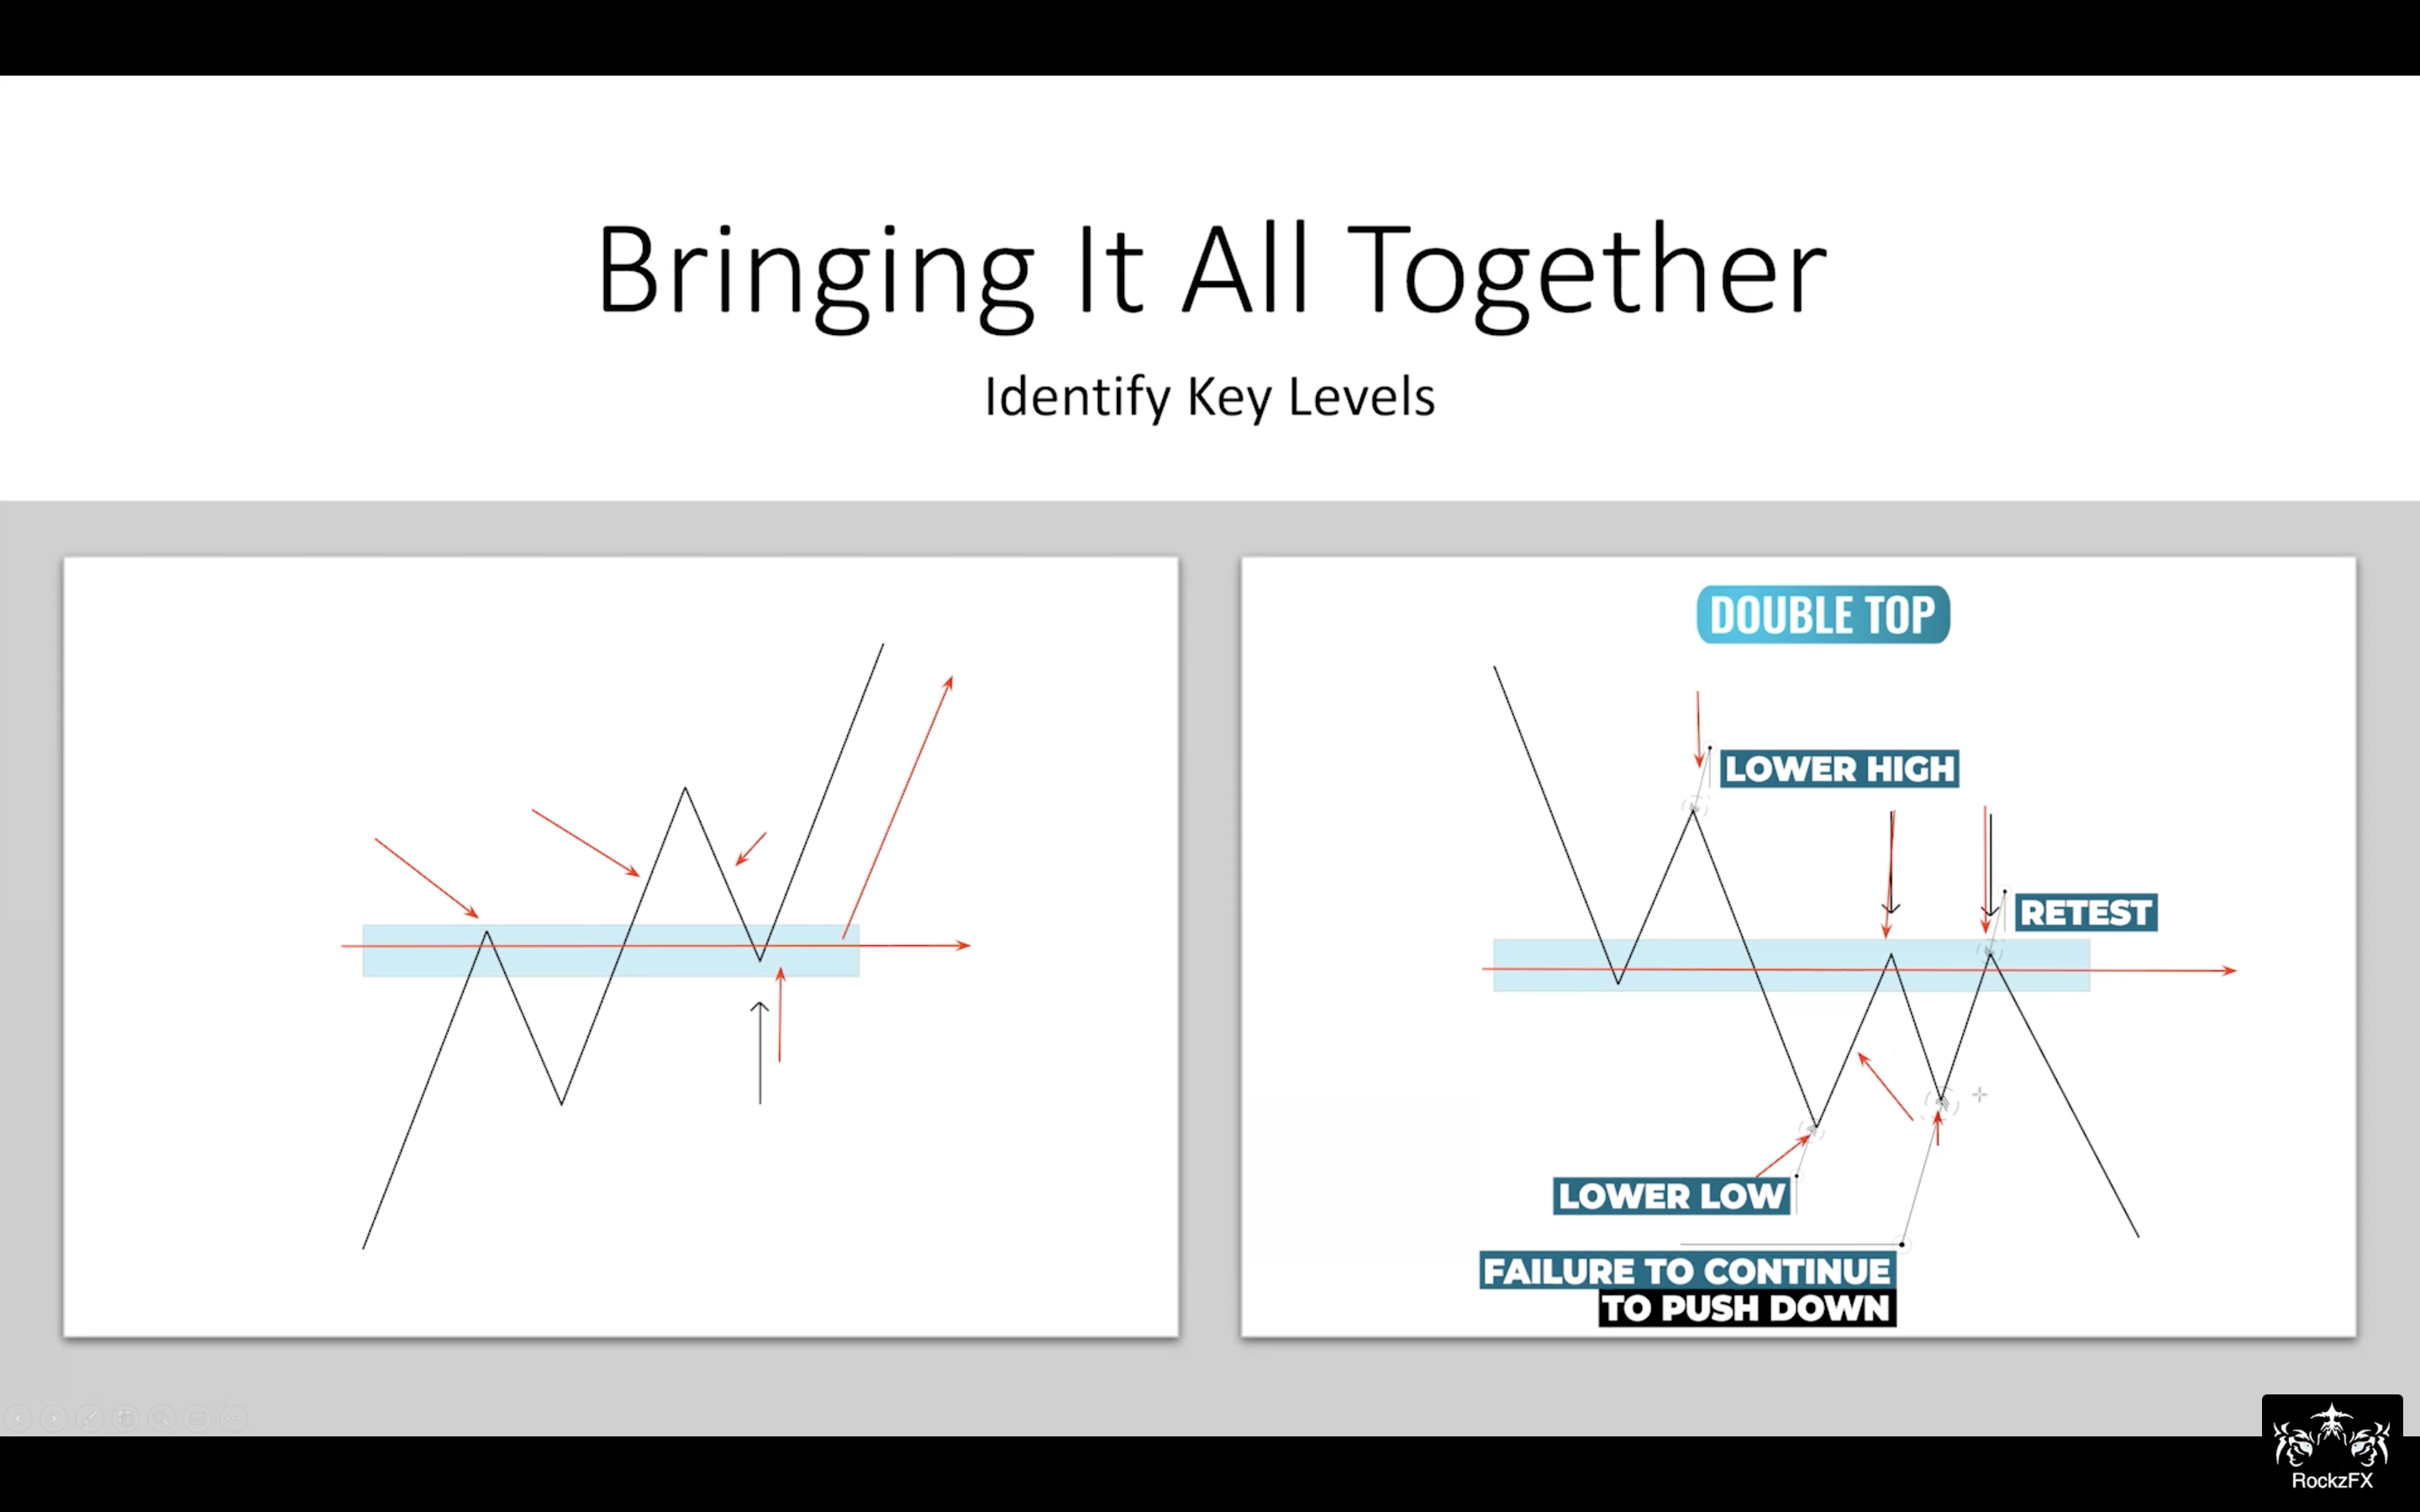 Bringing It All Together
Identify Key Levels
DOUBLE TOP
LOWER HIGH
RETEST
LOWER LOW
FAILURE TO CONTINUE
TO PUSH DOWN
RockzFX